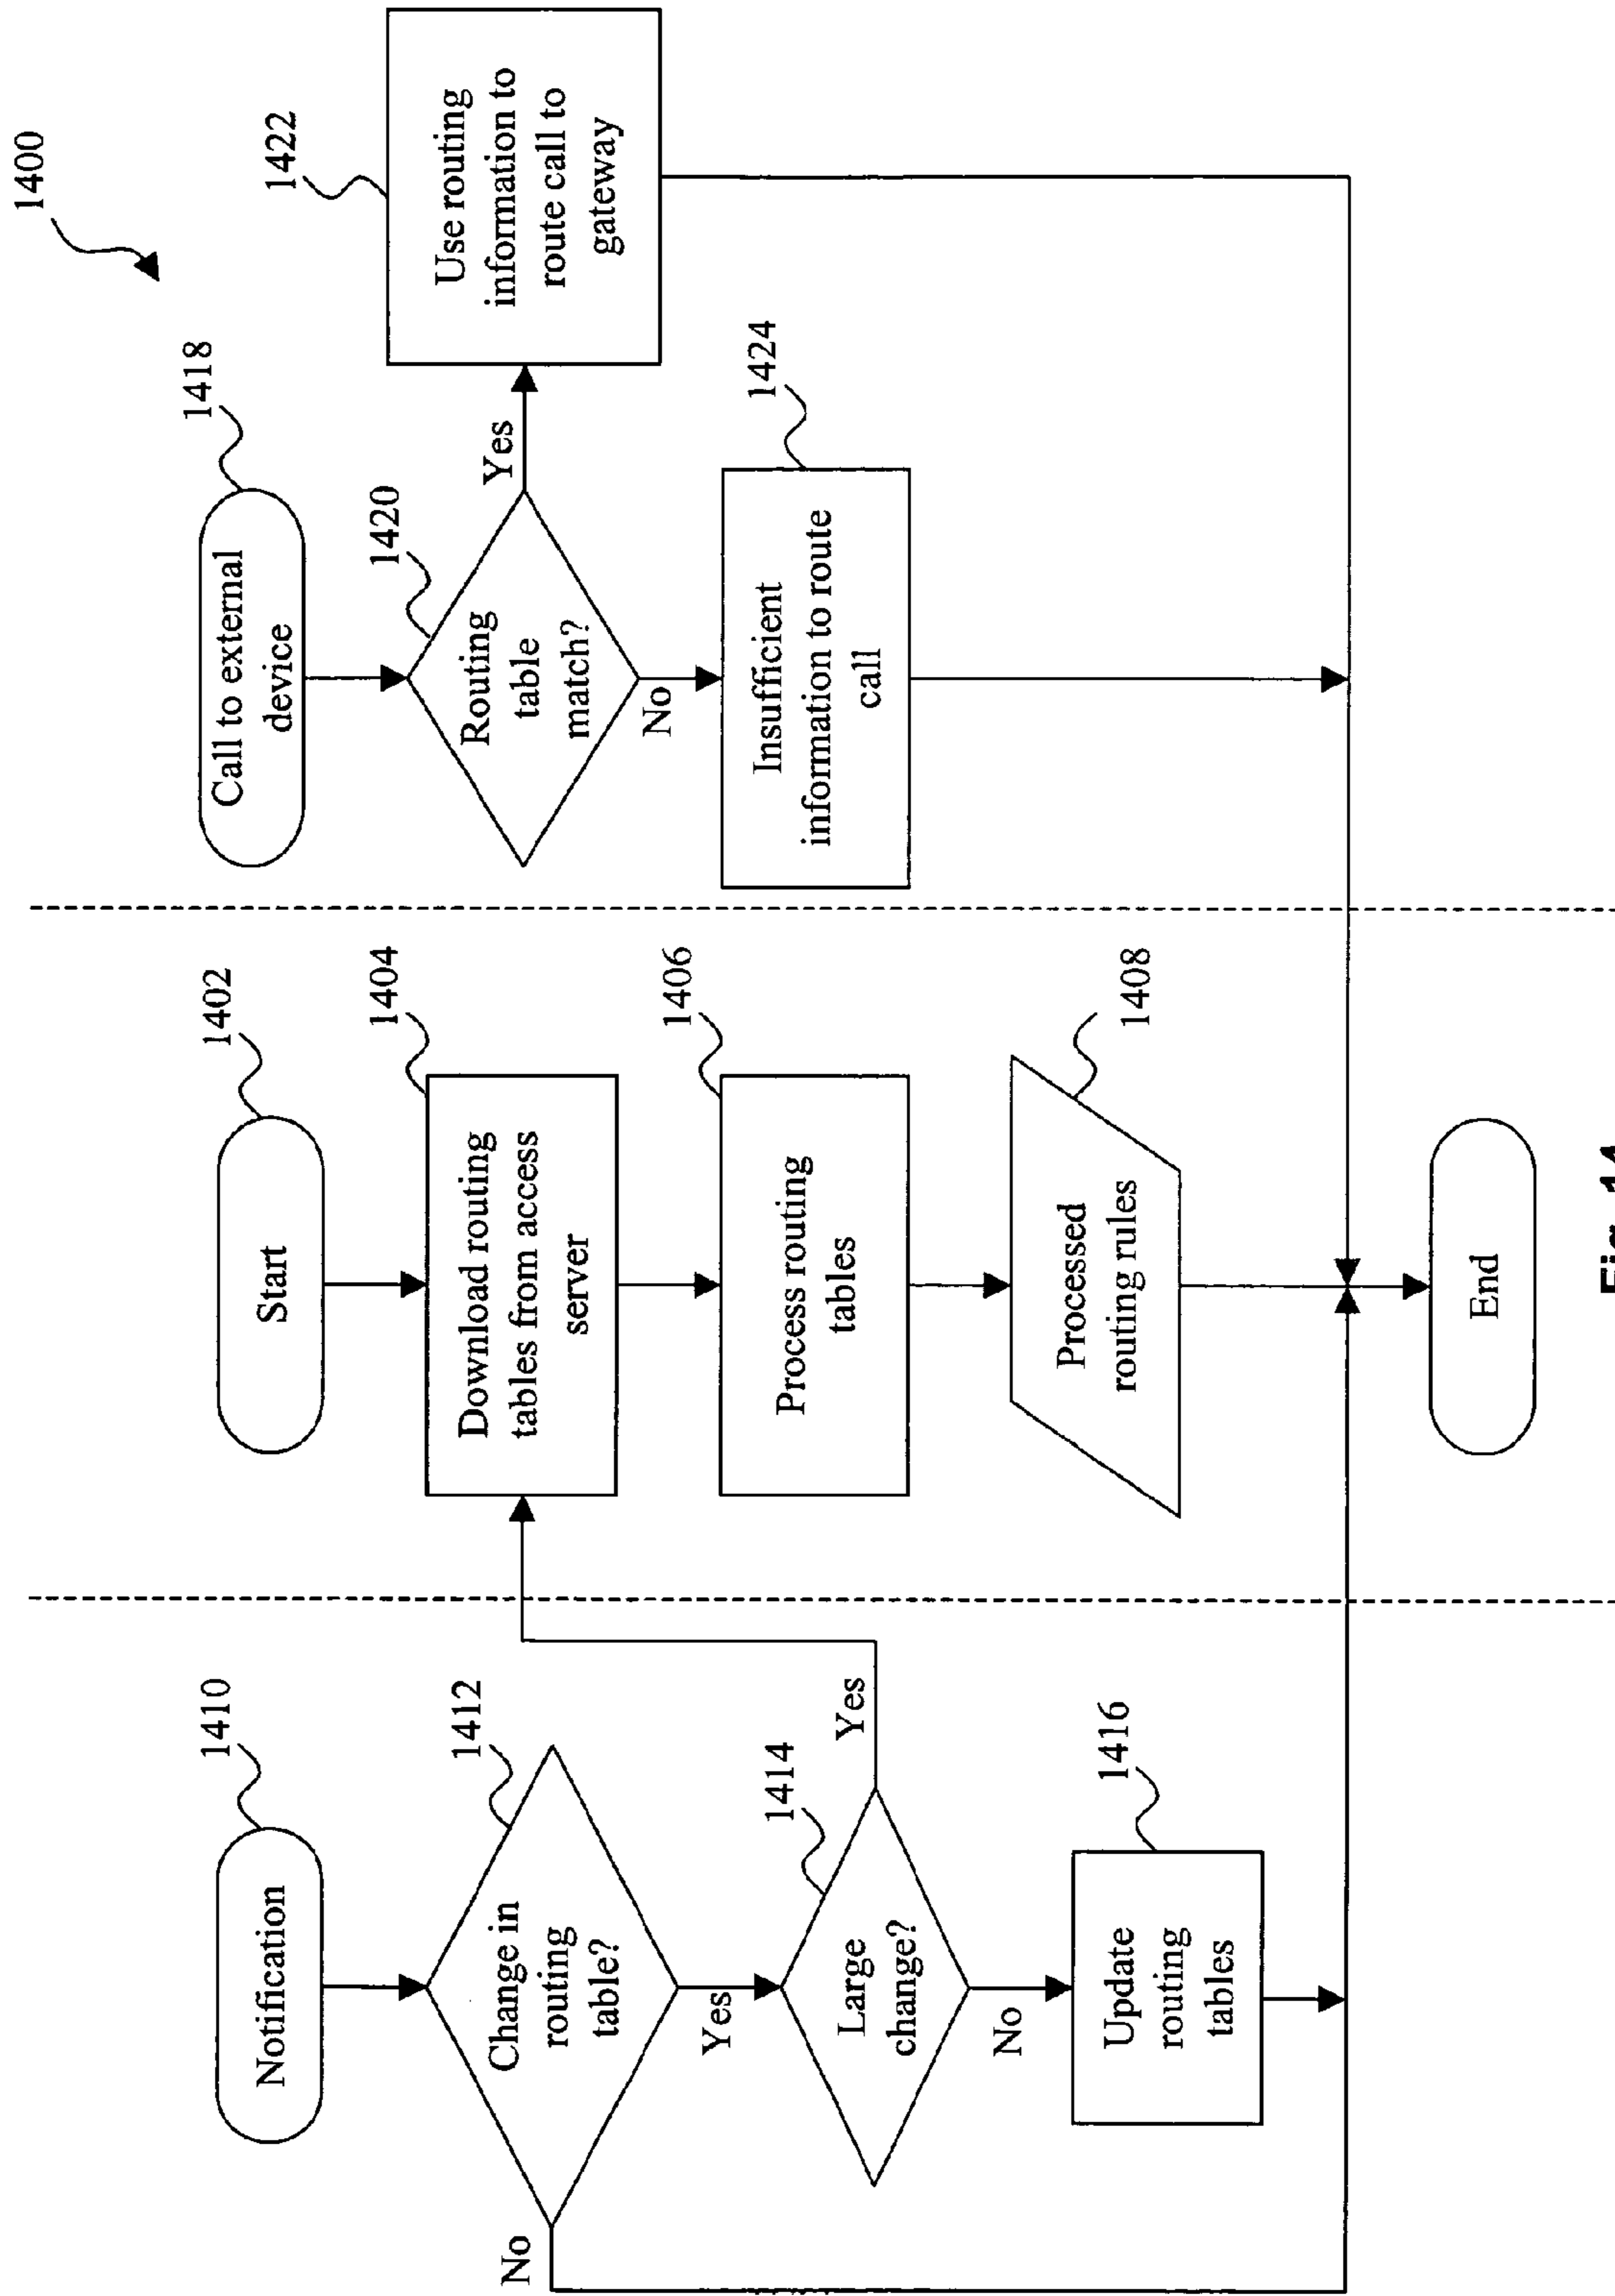 1400
Notification
1410
Change in
routing
table?
1412
No
Yes
Large
change?
1414
Yes
No
Update
routing
tables
1416
Start
1402
Download routing
tables from access
server
1404
Process routing
tables
1406
Processed
routing rules
1408
End
Call to external
device
1418
Routing
table
match?
1420
Yes
No
Use routing
information to
route call to
gateway
1422
Insufficient
information to route
call
1424
Fig. 14